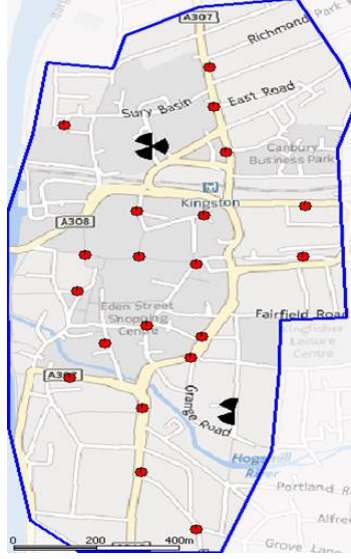 A307
Richmond Park
Sury Basin
East Road
Canbury
Business Park
Kingston
A308
Eden Street
Shopping
Centre
Fairfield Road
Kingfisher
Leisure
Centre
Grange Road
Hogsmill
River
Portland R
Alfre
Grove Lane
0 200 400m